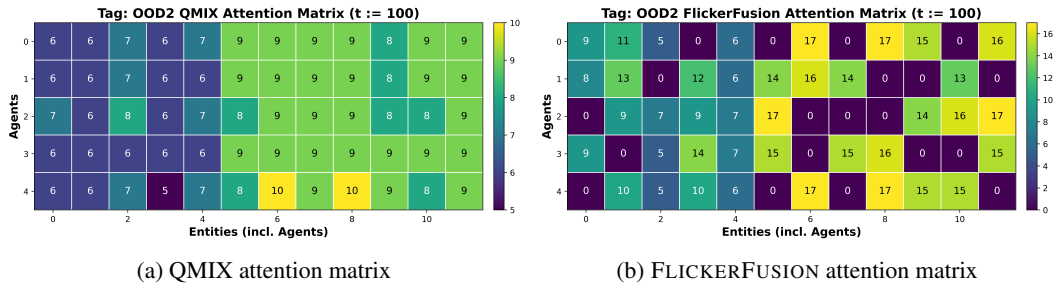 Tag: OOD2 QMIX Attention Matrix (t := 100)
Agents
0 6 6 7 6 7 9 9 9 9 8 9 9
1 6 6 7 6 6 9 9 9 9 8 9 9
2 7 6 8 6 7 8 9 9 9 8 8 9
3 6 6 6 6 6 9 9 9 9 9 9 9
4 6 6 7 5 7 8 10 9 10 9 8 9
0 2 4 6 8 10
Entities (incl. Agents)
10
9
8
7
6
5
(a) QMIX attention matrix
Tag: OOD2 FlickerFusion Attention Matrix (t := 100)
Agents
0 9 11 5 0 6 0 17 0 17 15 0 16
1 8 13 0 12 6 14 16 14 0 0 13 0
2 0 9 7 9 7 17 0 0 0 14 16 17
3 9 0 5 14 7 15 0 15 16 0 0 15
4 0 10 5 10 6 0 17 0 17 15 15 0
0 2 4 6 8 10
Entities (incl. Agents)
16
14
12
10
8
6
4
2
0
(b) FLICKERFUSION attention matrix